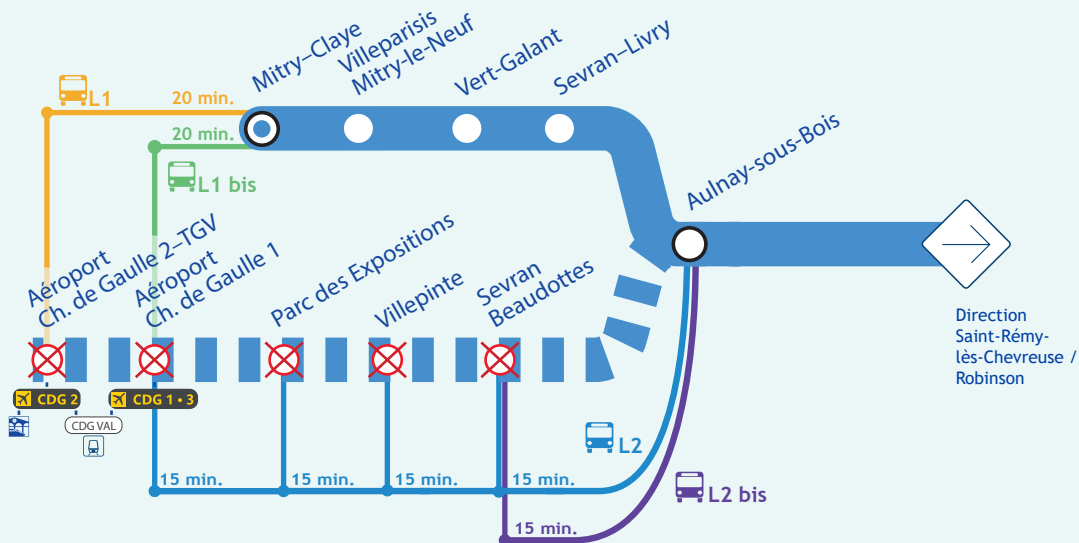 Mitry–Claye
Villeparisis
Mitry-le-Neuf
Vert-Galant
Sevran–Livry
L1
20 min.
20 min.
L1 bis
Aulnay-sous-Bois
Aéroport
Ch. de Gaulle 2–TGV
Aéroport
Ch. de Gaulle 1
Parc des Expositions
Villepinte
Sevran
Beaudottes
Direction
Saint-Rémy-
lès-Chevreuse /
Robinson
CDG 2
CDG 1 • 3
CDG VAL
L2
15 min.
15 min.
15 min.
15 min.
L2 bis
15 min.